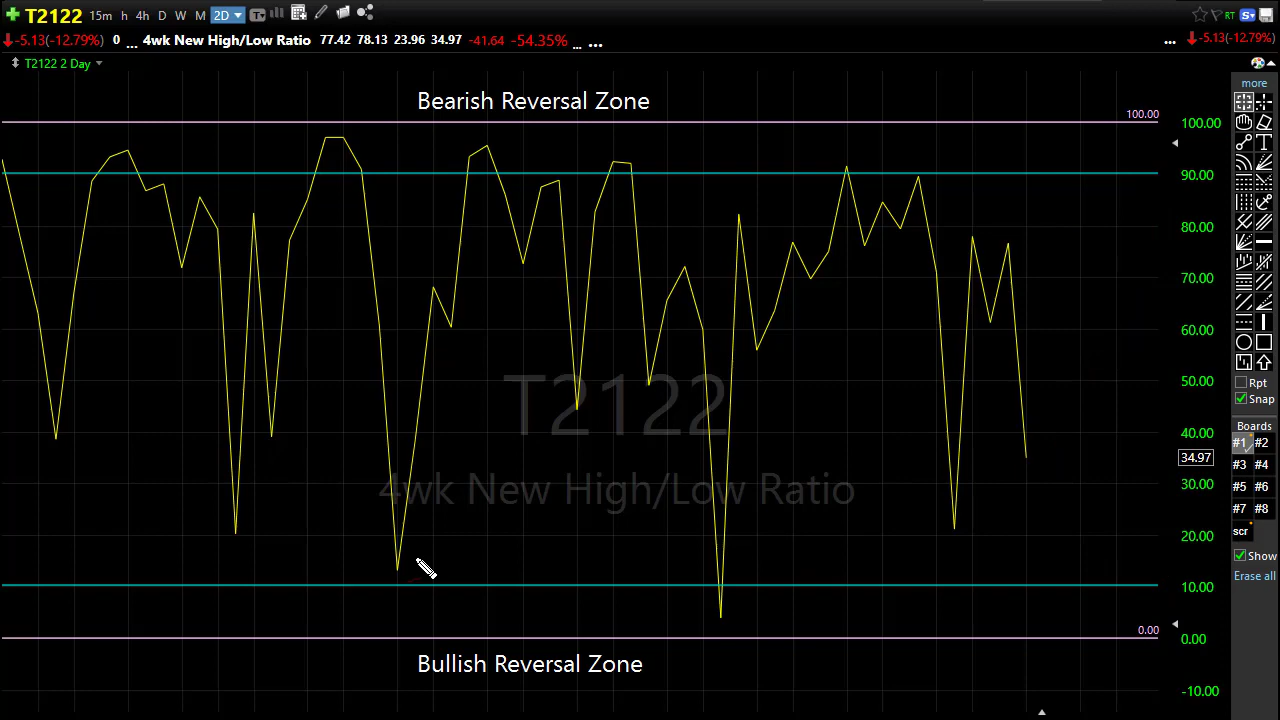 T2122 15m h 4h D W M 2D T RT S
-5.13(-12.79%) 0 ... 4wk New High/Low Ratio 77.42 78.13 23.96 34.97 -41.64 -54.35% ... ... ... -5.13(-12.79%)
T2122 2 Day
more
Bearish Reversal Zone
100.00
100.00
90.00
80.00
70.00
60.00
50.00
40.00
34.97
30.00
20.00
10.00
0.00
0.00
-10.00
T2122
4wk New High/Low Ratio
Bullish Reversal Zone
T
Rpt
Snap
Boards
#1 #2
#3 #4
#5 #6
#7 #8
scr
Show
Erase all